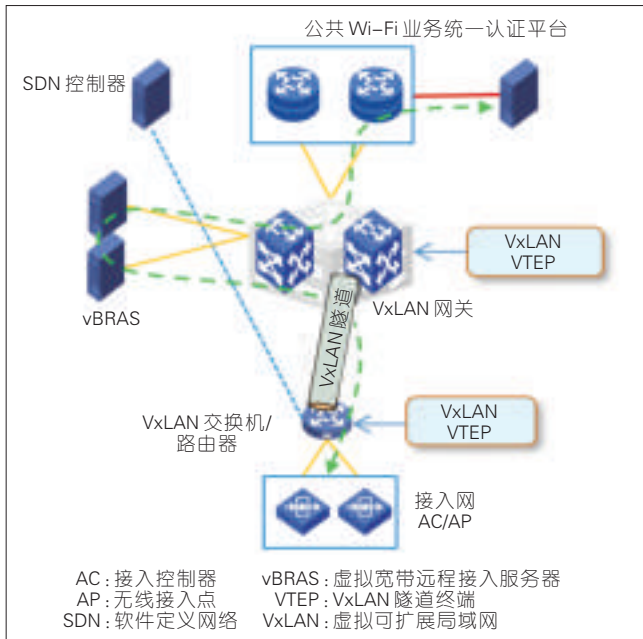 公共 Wi-Fi 业务统一认证平台
SDN 控制器
VxLAN
VTEP
vBRAS
VxLAN 网关
VxLAN 隧道
VxLAN 交换机/
路由器
VxLAN
VTEP
接入网
AC/AP
AC：接入控制器 vBRAS：虚拟宽带远程接入服务器
AP：无线接入点 VTEP：VxLAN 隧道终端
SDN：软件定义网络 VxLAN：虚拟可扩展局域网